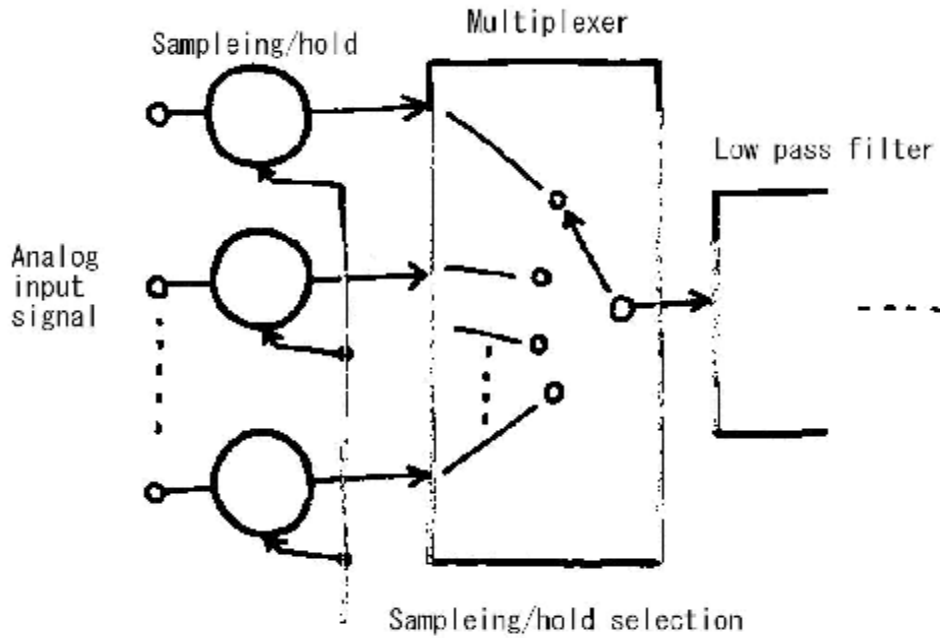 Multiplexer
Sampleing/hold
Low pass filter
Analog
input
signal
Sampleing/hold selection